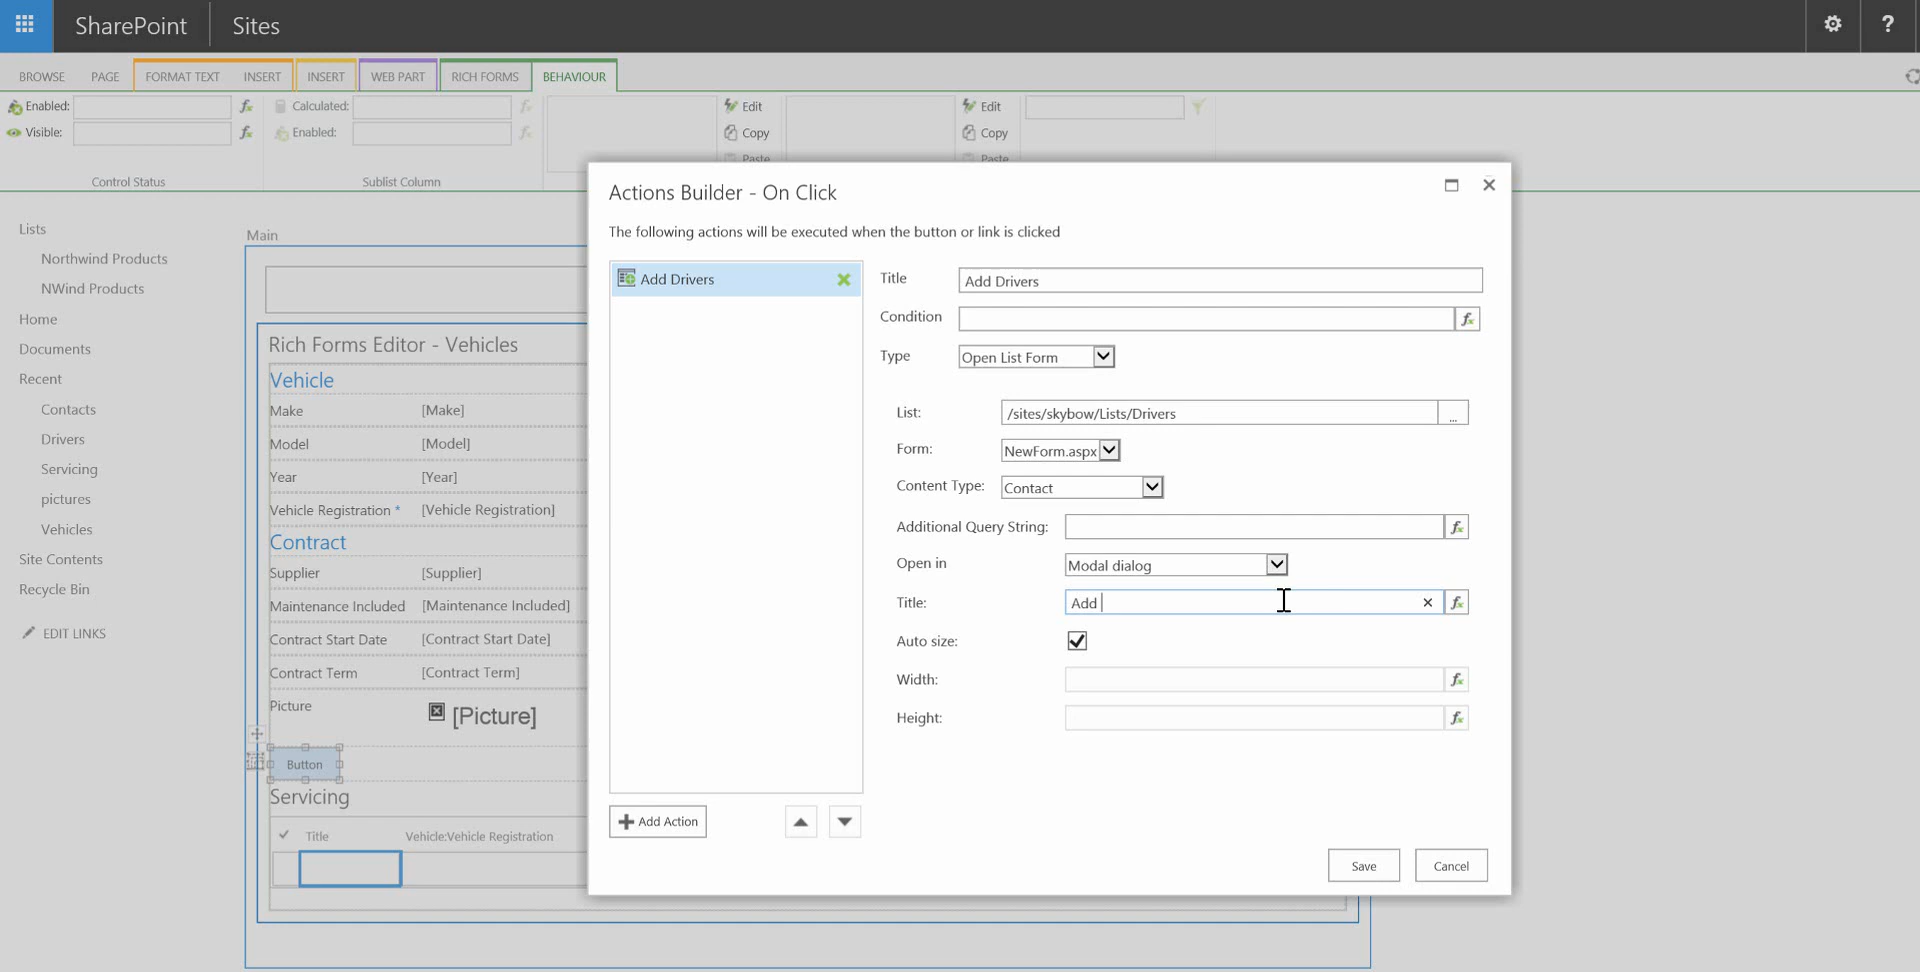 SharePoint
Sites
?
BROWSE
PAGE
FORMAT TEXT
INSERT
INSERT
WEB PART
RICH FORMS
BEHAVIOUR
Enabled:
Calculated:
Edit
Edit
Visible:
Enabled:
Copy
Copy
Paste
Paste
Control Status
Sublist Column
Lists
Northwind Products
NWind Products
Home
Documents
Recent
Contacts
Drivers
Servicing
pictures
Vehicles
Site Contents
Recycle Bin
EDIT LINKS
Main
Rich Forms Editor - Vehicles
Vehicle
Make [Make]
Model [Model]
Year [Year]
Vehicle Registration * [Vehicle Registration]
Contract
Supplier [Supplier]
Maintenance Included [Maintenance Included]
Contract Start Date [Contract Start Date]
Contract Term [Contract Term]
Picture [Picture]
Button
Servicing
Title Vehicle:Vehicle Registration
Actions Builder - On Click
The following actions will be executed when the button or link is clicked
Add Drivers
Title Add Drivers
Condition fx
Type Open List Form
List: /sites/skybow/Lists/Drivers ...
Form: NewForm.aspx
Content Type: Contact
Additional Query String: fx
Open in Modal dialog
Title: Add fx
Auto size:
Width: fx
Height: fx
Add Action
Save Cancel